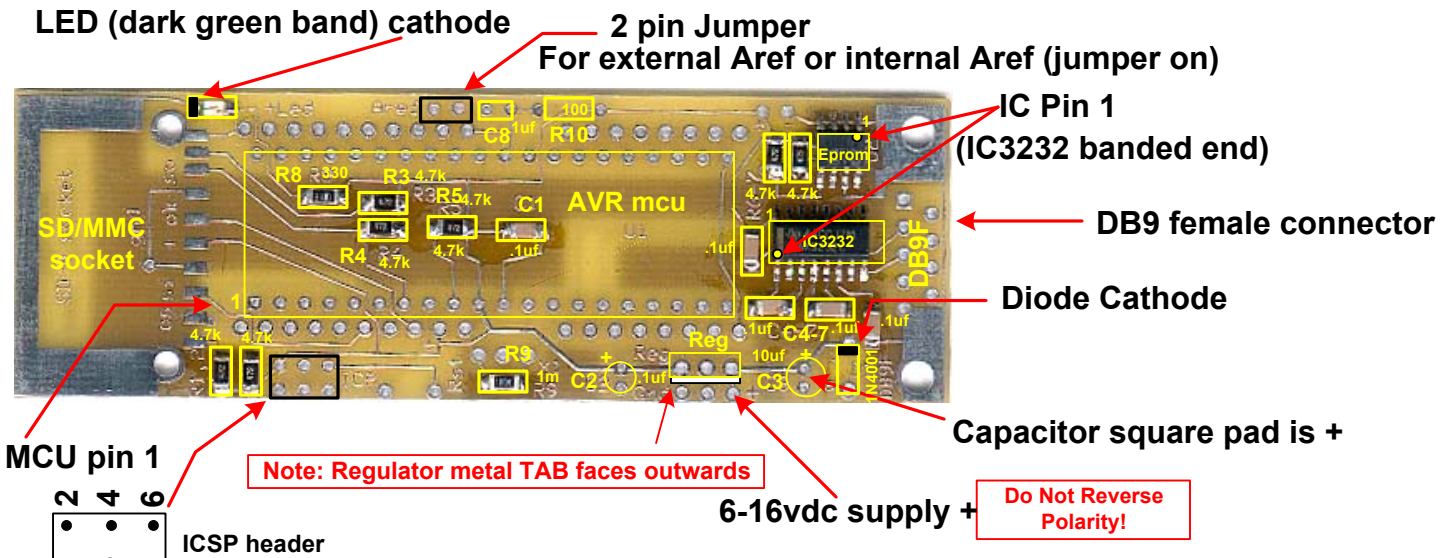 LED (dark green band) cathode
2 pin Jumper
For external Aref or internal Aref (jumper on)
IC Pin 1
(IC3232 banded end)
+Led
C8
1uf
100
R10
1
Eprom
4.7k 4.7k
R8
330
R3
4.7k
R5
4.7k
C1
AVR mcu
U1
1
IC3232
DB9 female connector
SD/MMC
socket
R4
4.7k
4.7k
.1uf
.1uf
DB9F
Diode Cathode
1
.1uf
C4-7
.1uf
.1uf
4.7k
4.7k
Reg
Reg
R9
1m
+
C2
.1uf
10uf
+
C3
1N4001
Capacitor square pad is +
MCU pin 1
Note: Regulator metal TAB faces outwards
6-16vdc supply +
Do Not Reverse
Polarity!
2
4
6
ICSP header